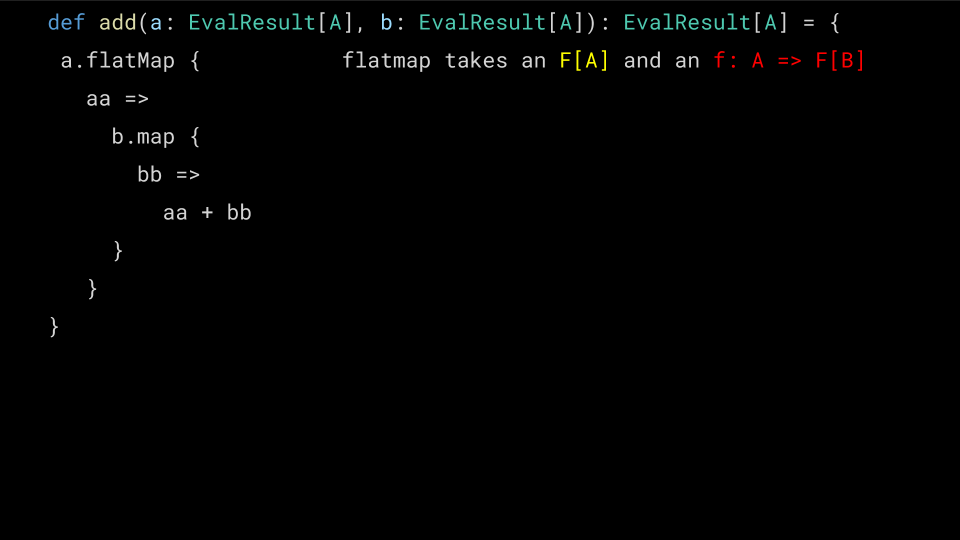 def add(a: EvalResult[A], b: EvalResult[A]): EvalResult[A] = {
a.flatMap { flatmap takes an F[A] and an f: A => F[B]
aa =>
b.map {
bb =>
aa + bb
}
}
}